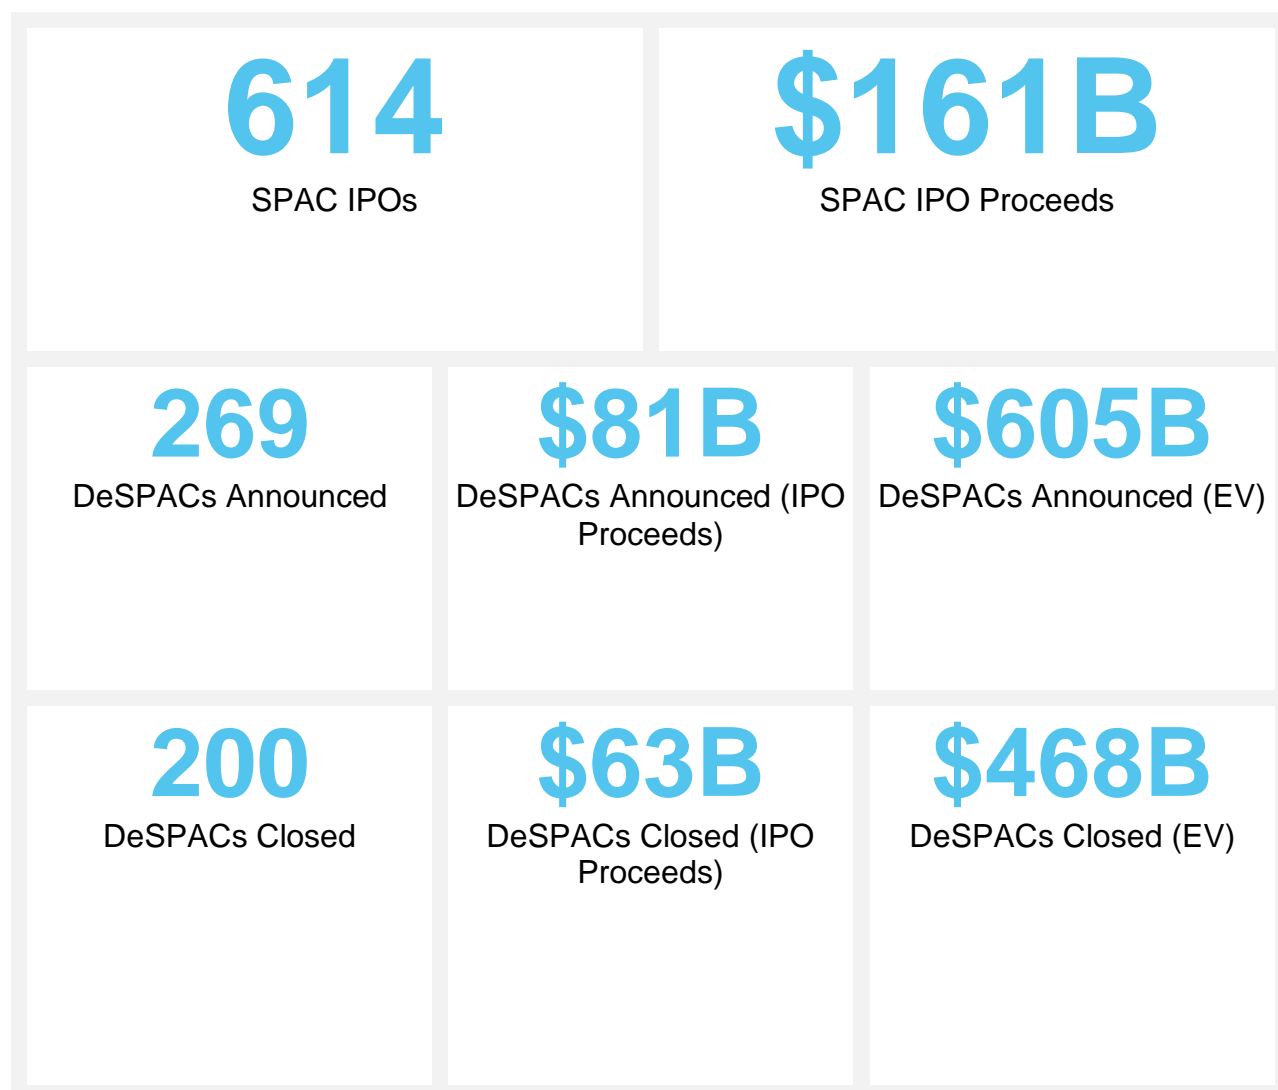 614
SPAC IPOs
$161B
SPAC IPO Proceeds
269
DeSPACs Announced
$81B
DeSPACs Announced (IPO
Proceeds)
$605B
DeSPACs Announced (EV)
200
DeSPACs Closed
$63B
DeSPACs Closed (IPO
Proceeds)
$468B
DeSPACs Closed (EV)